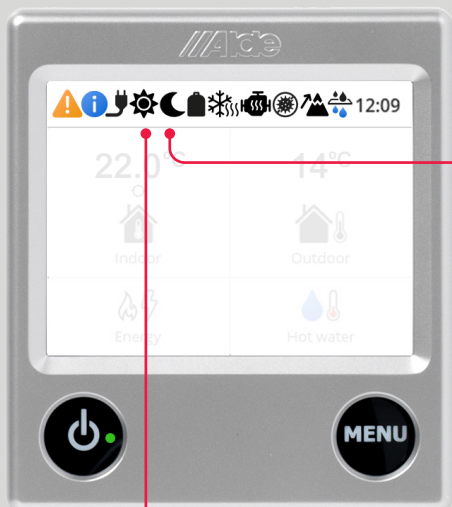 Alde
12:09
22.0°C
14°C
Indoor
Outdoor
Energy
Hot water
MENU